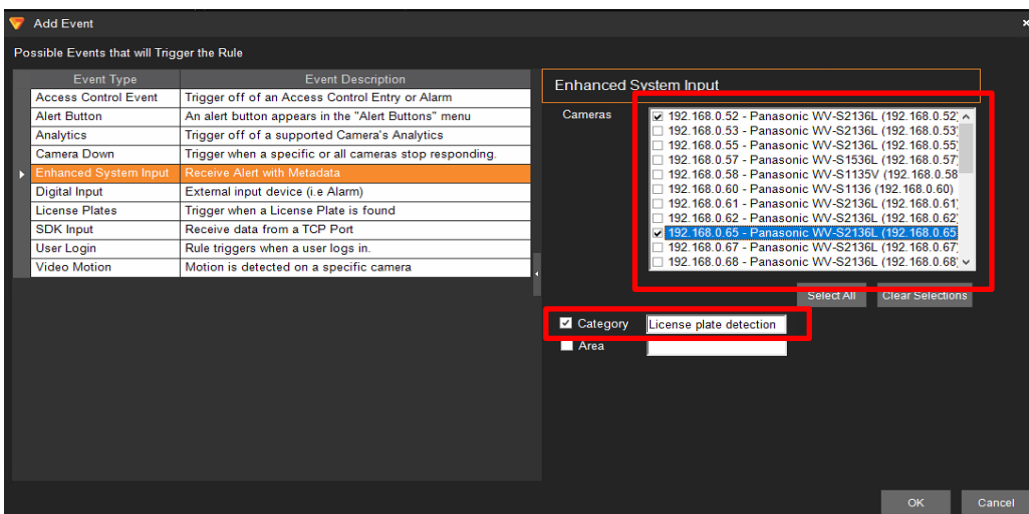 Add Event
Possible Events that will Trigger the Rule
Event Type Event Description
Access Control Event Trigger off of an Access Control Entry or Alarm
Alert Button An alert button appears in the "Alert Buttons" menu
Analytics Trigger off of a supported Camera's Analytics
Camera Down Trigger when a specific or all cameras stop responding.
Enhanced System Input Receive Alert with Metadata
Digital Input External input device (i.e Alarm)
License Plates Trigger when a License Plate is found
SDK Input Receive data from a TCP Port
User Login Rule triggers when a user logs in.
Video Motion Motion is detected on a specific camera
Enhanced System Input
Cameras
192.168.0.52 - Panasonic WV-S2136L (192.168.0.52)
192.168.0.53 - Panasonic WV-S2136L (192.168.0.53)
192.168.0.55 - Panasonic WV-S2136L (192.168.0.55)
192.168.0.57 - Panasonic WV-S1536L (192.168.0.57)
192.168.0.58 - Panasonic WV-S1135V (192.168.0.58
192.168.0.60 - Panasonic WV-S1136 (192.168.0.60)
192.168.0.61 - Panasonic WV-S2136L (192.168.0.61)
192.168.0.62 - Panasonic WV-S2136L (192.168.0.62)
192.168.0.65 - Panasonic WV-S2136L (192.168.0.65)
192.168.0.67 - Panasonic WV-S2136L (192.168.0.67)
192.168.0.68 - Panasonic WV-S2136L (192.168.0.68)
Select All Clear Selections
Category License plate detection
Area
OK Cancel